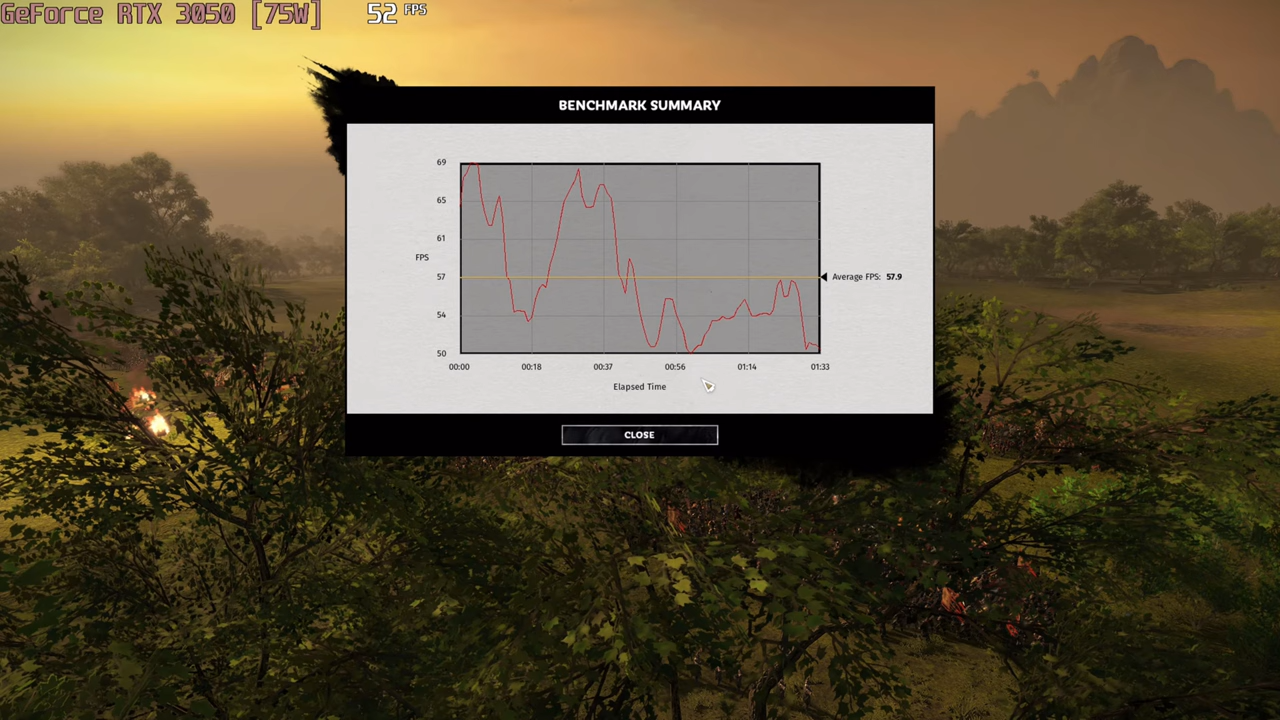 GeForce RTX 3050 [75W] 52 FPS
BENCHMARK SUMMARY
69
65
61
FPS
57
Average FPS: 57.9
54
50
00:00 00:18 00:37 00:56 01:14 01:33
Elapsed Time
CLOSE